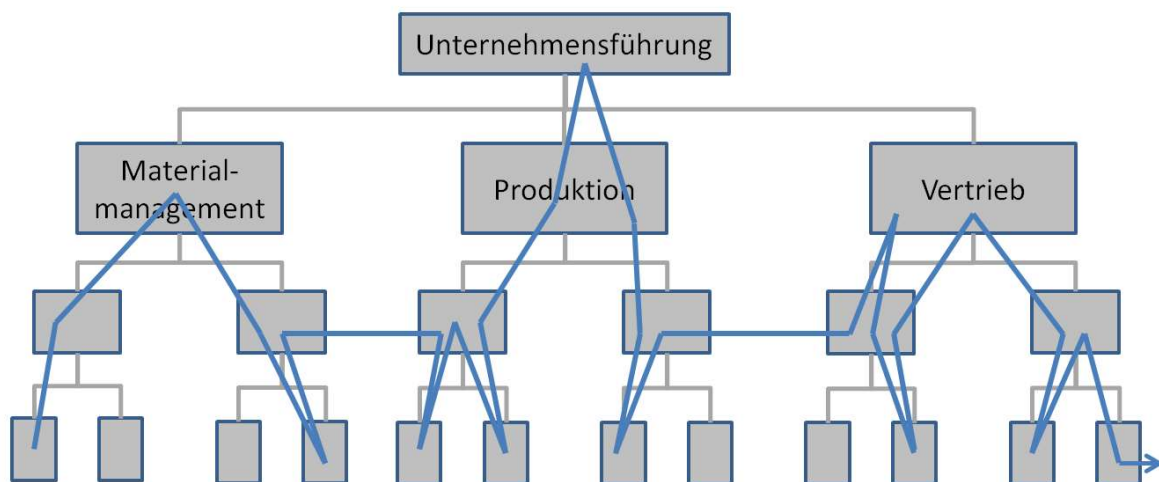 Unternehmensführung
Material-
management
Produktion
Vertrieb